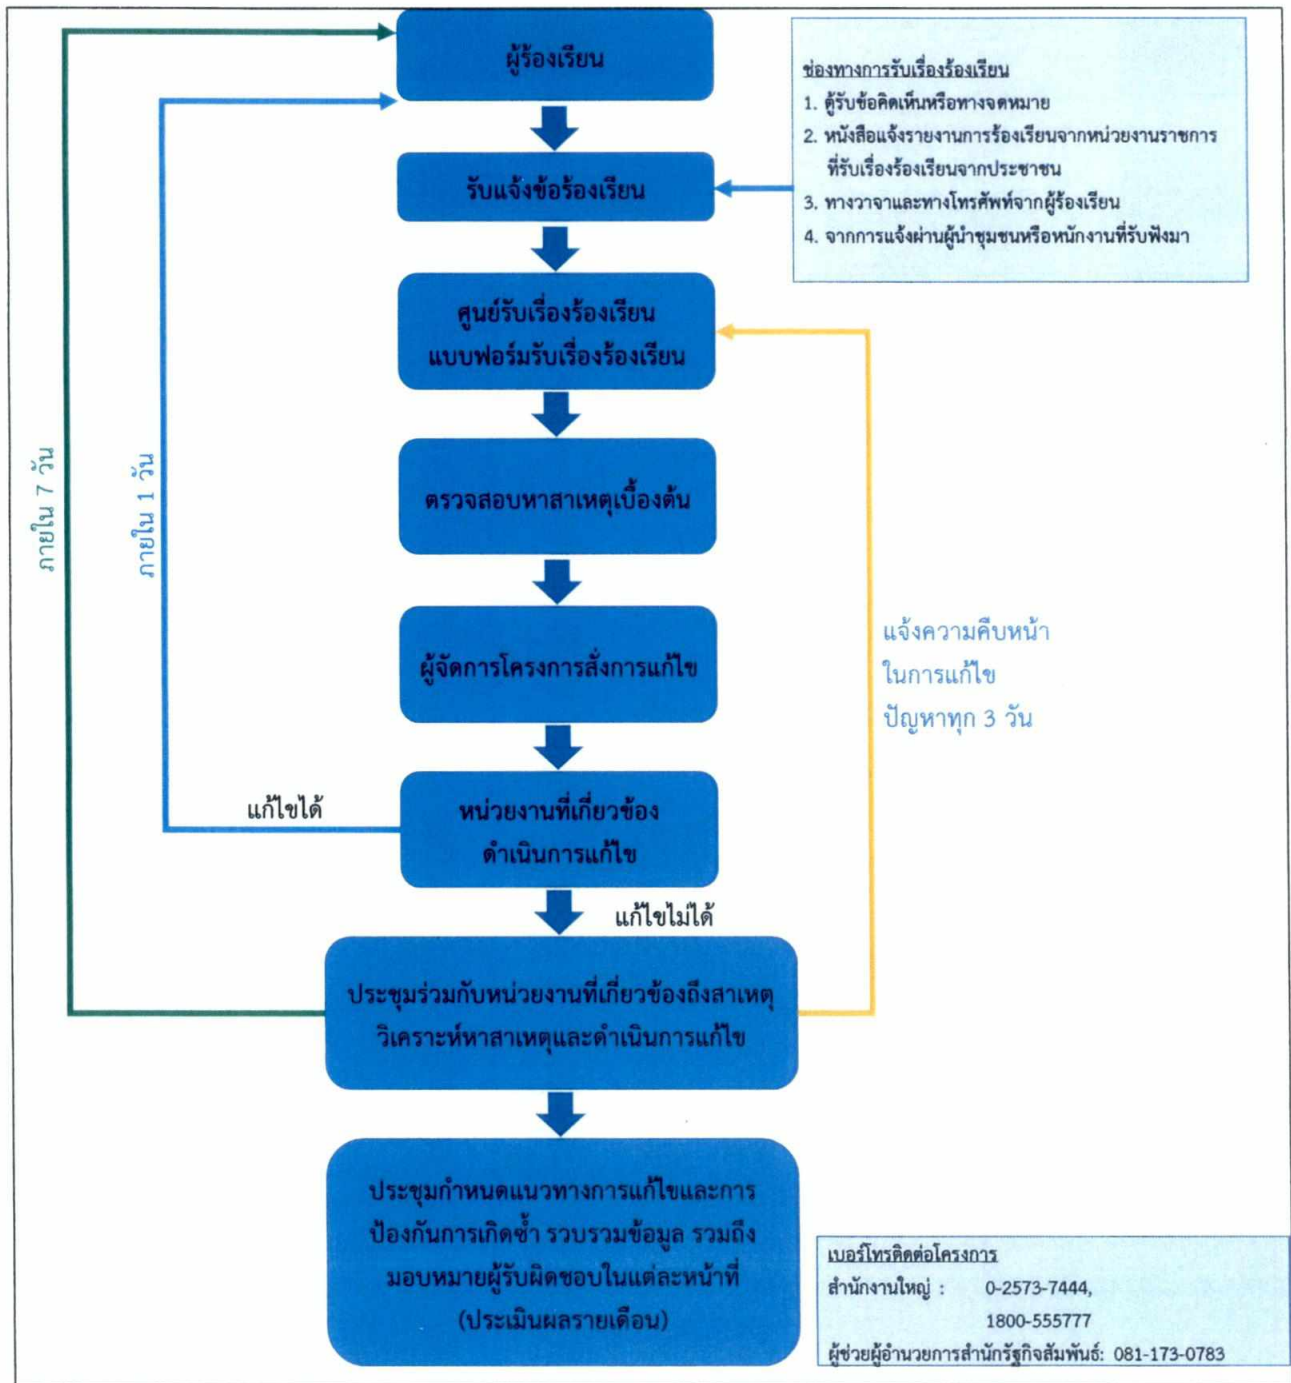 ผู้ร้องเรียน
ช่องทางการรับเรื่องร้องเรียน
1. ตู้รับข้อคิดเห็นหรือทางจดหมาย
2. หนังสือแจ้งรายงานการร้องเรียนจากหน่วยงานราชการ
ที่รับเรื่องร้องเรียนจากประชาชน
3. ทางวาจาและทางโทรศัพท์จากผู้ร้องเรียน
4. จากการแจ้งผ่านผู้นำชุมชนหรือหนักงานที่รับฟังมา
รับแจ้งข้อร้องเรียน
ศูนย์รับเรื่องร้องเรียน
แบบฟอร์มรับเรื่องร้องเรียน
ตรวจสอบหาสาเหตุเบื้องต้น
ภายใน 7 วัน
ภายใน 1 วัน
ผู้จัดการโครงการสั่งการแก้ไข
แจ้งความคืบหน้า
ในการแก้ไข
ปัญหาทุก 3 วัน
หน่วยงานที่เกี่ยวข้อง
ดำเนินการแก้ไข
แก้ไขได้
แก้ไขไม่ได้
ประชุมร่วมกับหน่วยงานที่เกี่ยวข้องถึงสาเหตุ
วิเคราะห์หาสาเหตุและดำเนินการแก้ไข
ประชุมกำหนดแนวทางการแก้ไขและการ
ป้องกันการเกิดซ้ำ รวบรวมข้อมูล รวมถึง
มอบหมายผู้รับผิดชอบในแต่ละหน้าที่
(ประเมินผลรายเดือน)
เบอร์โทรติดต่อโครงการ
สำนักงานใหญ่ : 0-2573-7444,
1800-555777
ผู้ช่วยผู้อำนวยการสำนักรัฐกิจสัมพันธ์: 081-173-0783